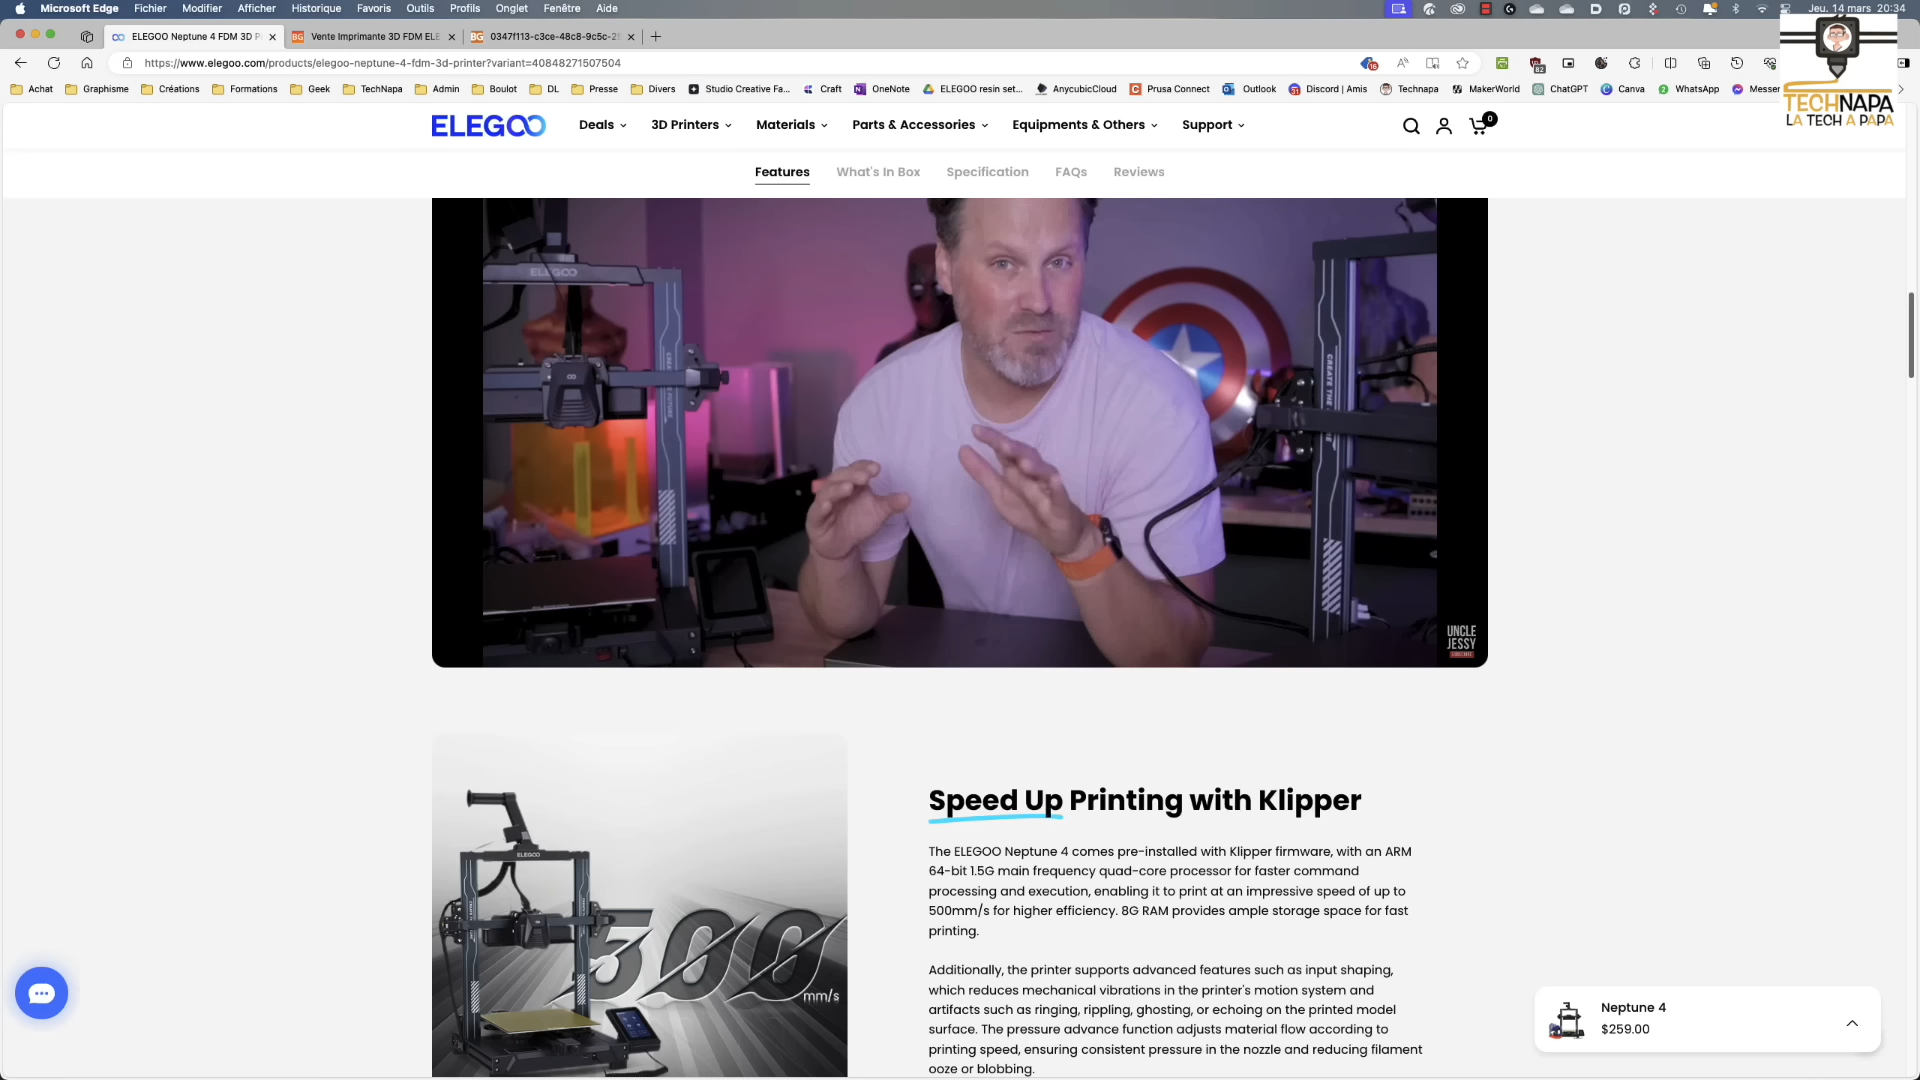 Microsoft Edge Fichier Modifier Afficher Historique Favoris Outils Profils Onglet Fenêtre Aide Jeu. 14 mars 20:34
ELEGOO Neptune 4 FDM 3D P Vente Imprimante 3D FDM ELE 0347f113-c3ce-48c8-9c5c-2
https://www.elegoo.com/products/elegoo-neptune-4-fdm-3d-printer?variant=40848271507504
Achat Graphisme Créations Formations Geek TechNapa Admin Boulot DL Presse Divers Studio Creative Fa... Craft OneNote ELEGOO resin set... AnycubicCloud Prusa Connect Outlook Discord | Amis Technapa MakerWorld ChatGPT Canva WhatsApp Messen
TECHNAPA
LA TECH A PAPA
ELEGOO Deals 3D Printers Materials Parts & Accessories Equipments & Others Support 0
Features What's In Box Specification FAQs Reviews
ELEGOO
CREATE THE
UNCLE
JESSY
Speed Up Printing with Klipper
The ELEGOO Neptune 4 comes pre-installed with Klipper firmware, with an ARM
64-bit 1.5G main frequency quad-core processor for faster command
processing and execution, enabling it to print at an impressive speed of up to
500mm/s for higher efficiency. 8G RAM provides ample storage space for fast
printing.
Additionally, the printer supports advanced features such as input shaping,
which reduces mechanical vibrations in the printer's motion system and
artifacts such as ringing, rippling, ghosting, or echoing on the printed model
surface. The pressure advance function adjusts material flow according to
printing speed, ensuring consistent pressure in the nozzle and reducing filament
ooze or blobbing.
ELEGOO
500
mm/s
Neptune 4
$259.00